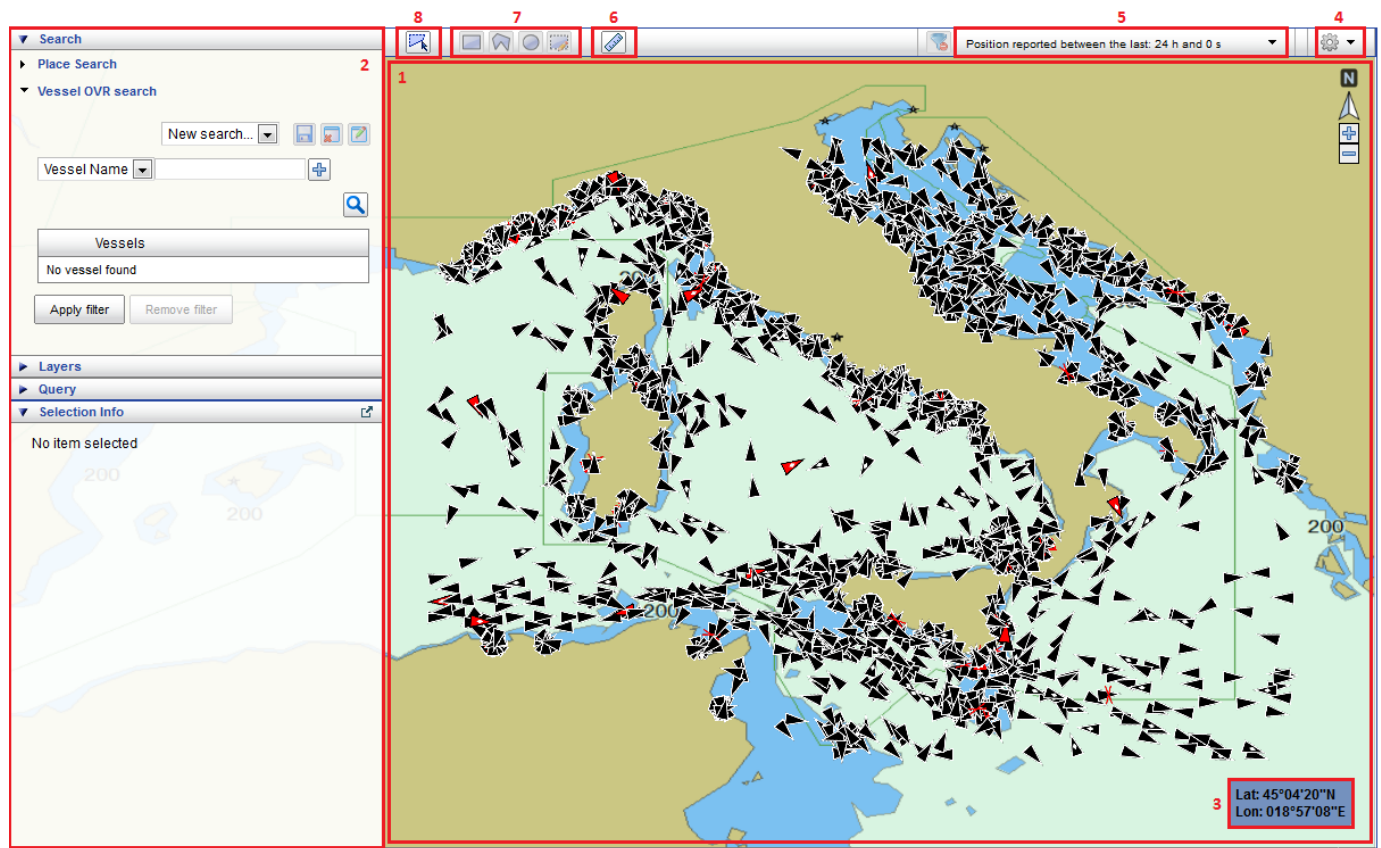 8
7
6
5
4
Search
Position reported between the last: 24 h and 0 s
Place Search
2
1
Vessel OVR search
N
New search...
Vessel Name
Vessels
No vessel found
200
Apply filter
Remove filter
Layers
Query
Selection Info
No item selected
200
200
200
200
3
Lat: 45°04'20"N
Lon: 018°57'08"E